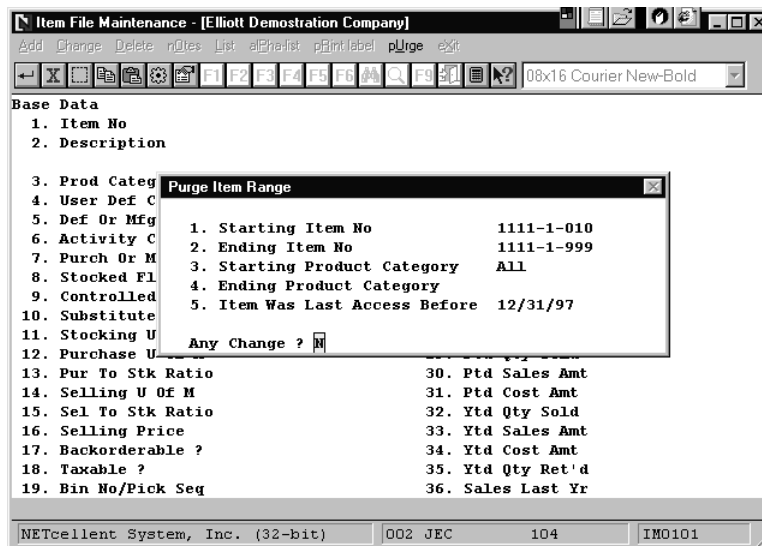 Item File Maintenance - [Elliott Demostration Company]
Add Change Delete nOtes List alPha-list pRint label pUrge eXit
F1 F2 F3 F4 F5 F6 F9 08x16 Courier New-Bold
Base Data
1. Item No
2. Description
3. Prod Categ
4. User Def C
5. Def Or Mfg
6. Activity C
7. Purch Or M
8. Stocked Fl
9. Controlled
10. Substitute
11. Stocking U
12. Purchase U
13. Pur To Stk Ratio
14. Selling U Of M
15. Sel To Stk Ratio
16. Selling Price
17. Backorderable ?
18. Taxable ?
19. Bin No/Pick Seq
Purge Item Range
1. Starting Item No 1111-1-010
2. Ending Item No 1111-1-999
3. Starting Product Category All
4. Ending Product Category
5. Item Was Last Access Before 12/31/97
Any Change ? N
30. Ptd Sales Amt
31. Ptd Cost Amt
32. Ytd Qty Sold
33. Ytd Sales Amt
34. Ytd Cost Amt
35. Ytd Qty Ret'd
36. Sales Last Yr
NETcellent System, Inc. (32-bit) 002 JEC 104 IM0101